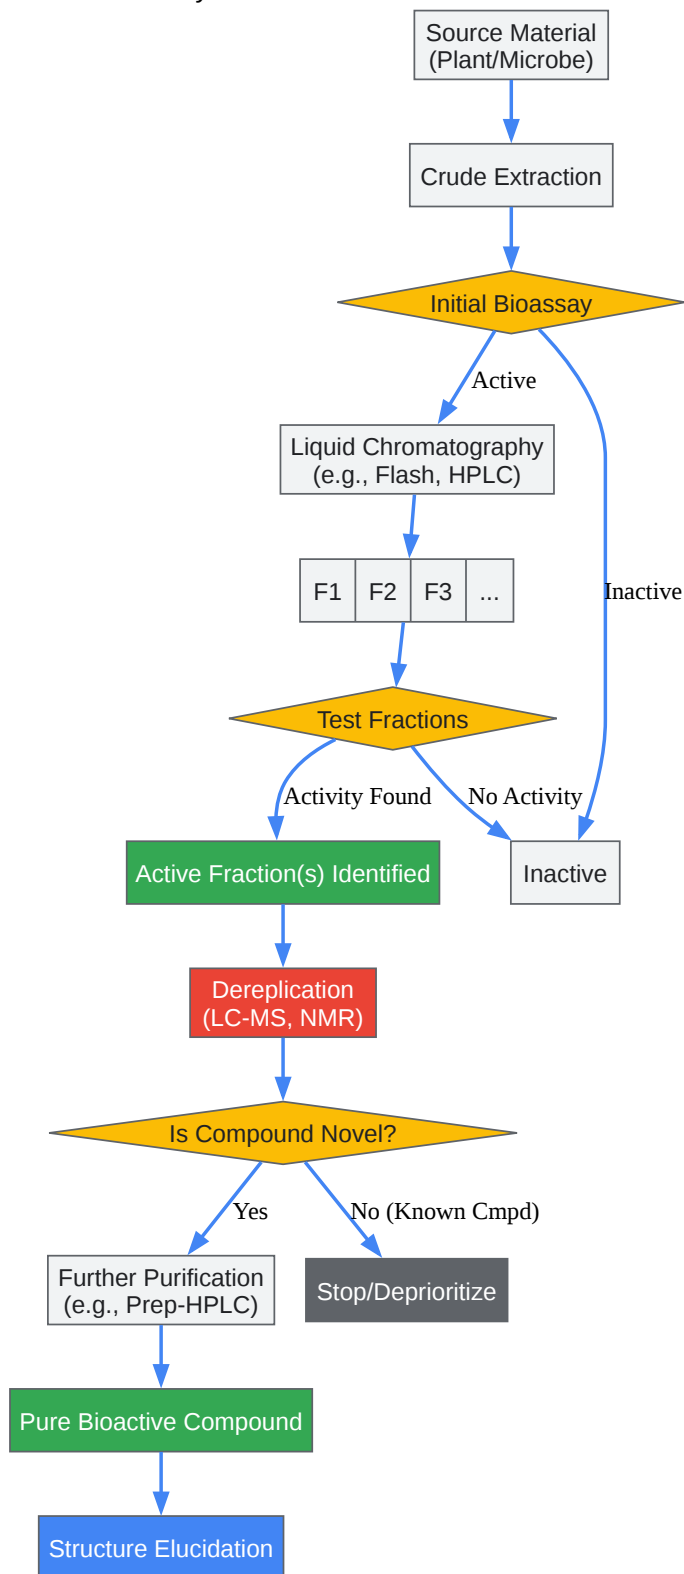 Source Material
(Plant/Microbe)
Crude Extraction
Initial Bioassay
Active
Liquid Chromatography
(e.g., Flash, HPLC)
Inactive
F1 F2 F3 ...
Test Fractions
Activity Found
No Activity
Active Fraction(s) Identified
Inactive
Dereplication
(LC-MS, NMR)
Is Compound Novel?
Yes
No (Known Cmpd)
Further Purification
(e.g., Prep-HPLC)
Stop/Deprioritize
Pure Bioactive Compound
Structure Elucidation